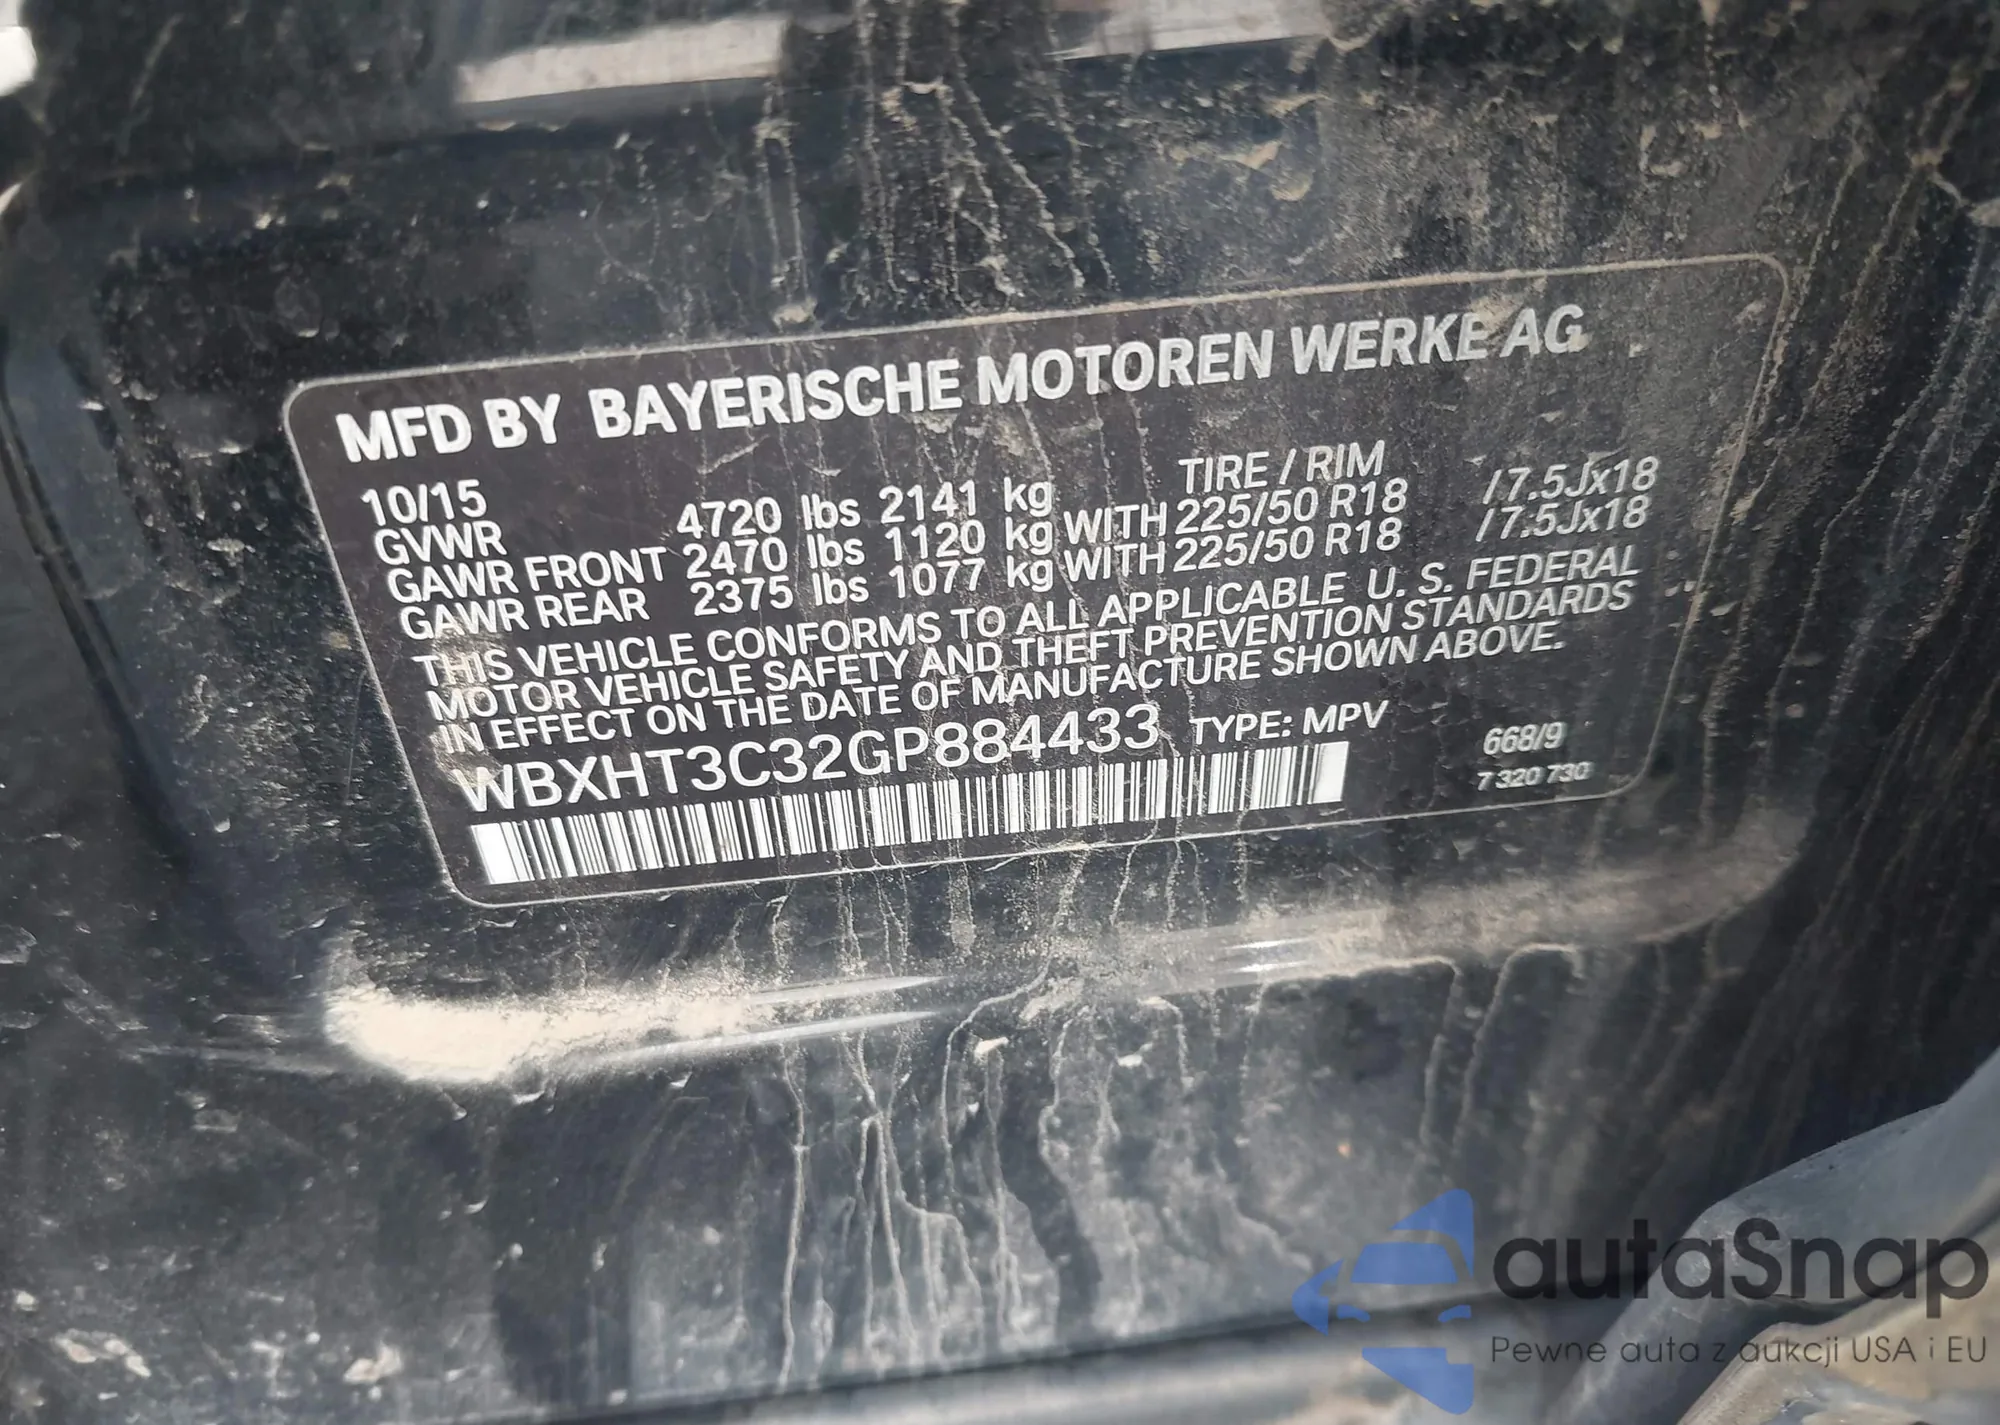 MFD BY BAYERISCHE MOTOREN WERKE AG
10/15 TIRE / RIM
GVWR 4720 lbs 2141 kg
GAWR FRONT 2470 lbs 1120 kg WITH 225/50 R18 /7.5Jx18
GAWR REAR 2375 lbs 1077 kg WITH 225/50 R18 /7.5Jx18
THIS VEHICLE CONFORMS TO ALL APPLICABLE U. S. FEDERAL
MOTOR VEHICLE SAFETY AND THEFT PREVENTION STANDARDS
IN EFFECT ON THE DATE OF MANUFACTURE SHOWN ABOVE.
WBXHT3C32GP884433 TYPE: MPV
668/9
7 320 730
autaSnap
Pewne auta z aukcji USA i EU